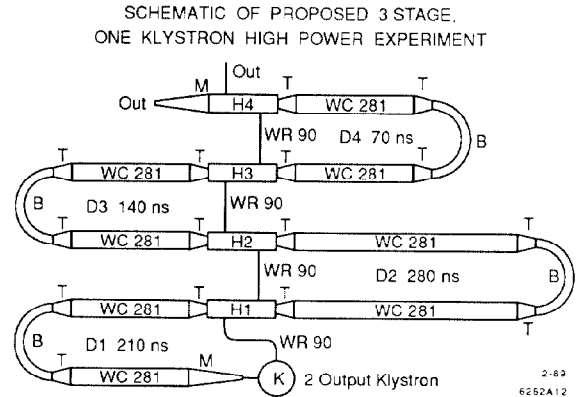 SCHEMATIC OF PROPOSED 3 STAGE,
ONE KLYSTRON HIGH POWER EXPERIMENT
Out
M T T
Out H4 WC 281
WR 90 D4 70 ns B
T T T
WC 281 H3 WC 281
B D3 140 ns WR 90
T T T T
WC 281 H2 WC 281
WR 90 D2 280 ns B
T T T
WC 281 H1 WC 281
T
B D1 210 ns WR 90
T M
WC 281 K 2 Output Klystron
2-89
6252A12